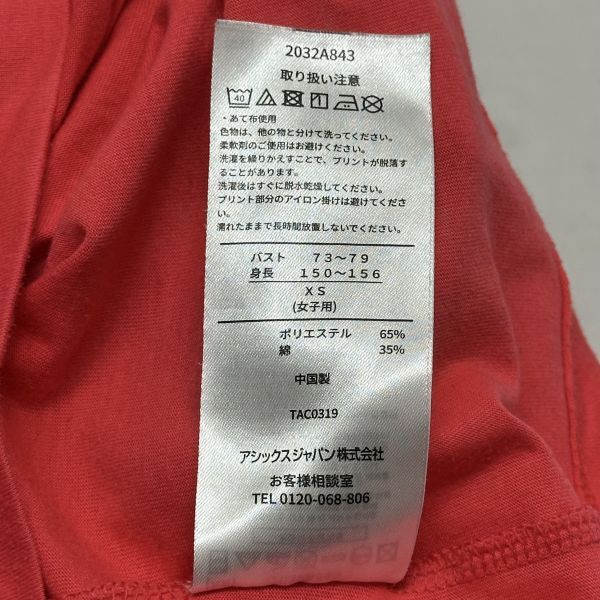 2032A843
取り扱い注意
40
・あて布使用
色物は、他の物と分けて洗ってください。
柔軟剤のご使用はお避けください。
洗濯を繰りかえすことで、プリントが脱落す
ることがあります。
洗濯後はすぐに脱水乾燥してください。
プリント部分のアイロン掛けは避けてくださ
い。
濡れたままで長時間放置しないでください。
バスト 73～79
身長 150～156
XS
(女子用)
ポリエステル 65%
綿 35%
中国製
TAC0319
アシックスジャパン株式会社
お客様相談室
TEL 0120-068-806